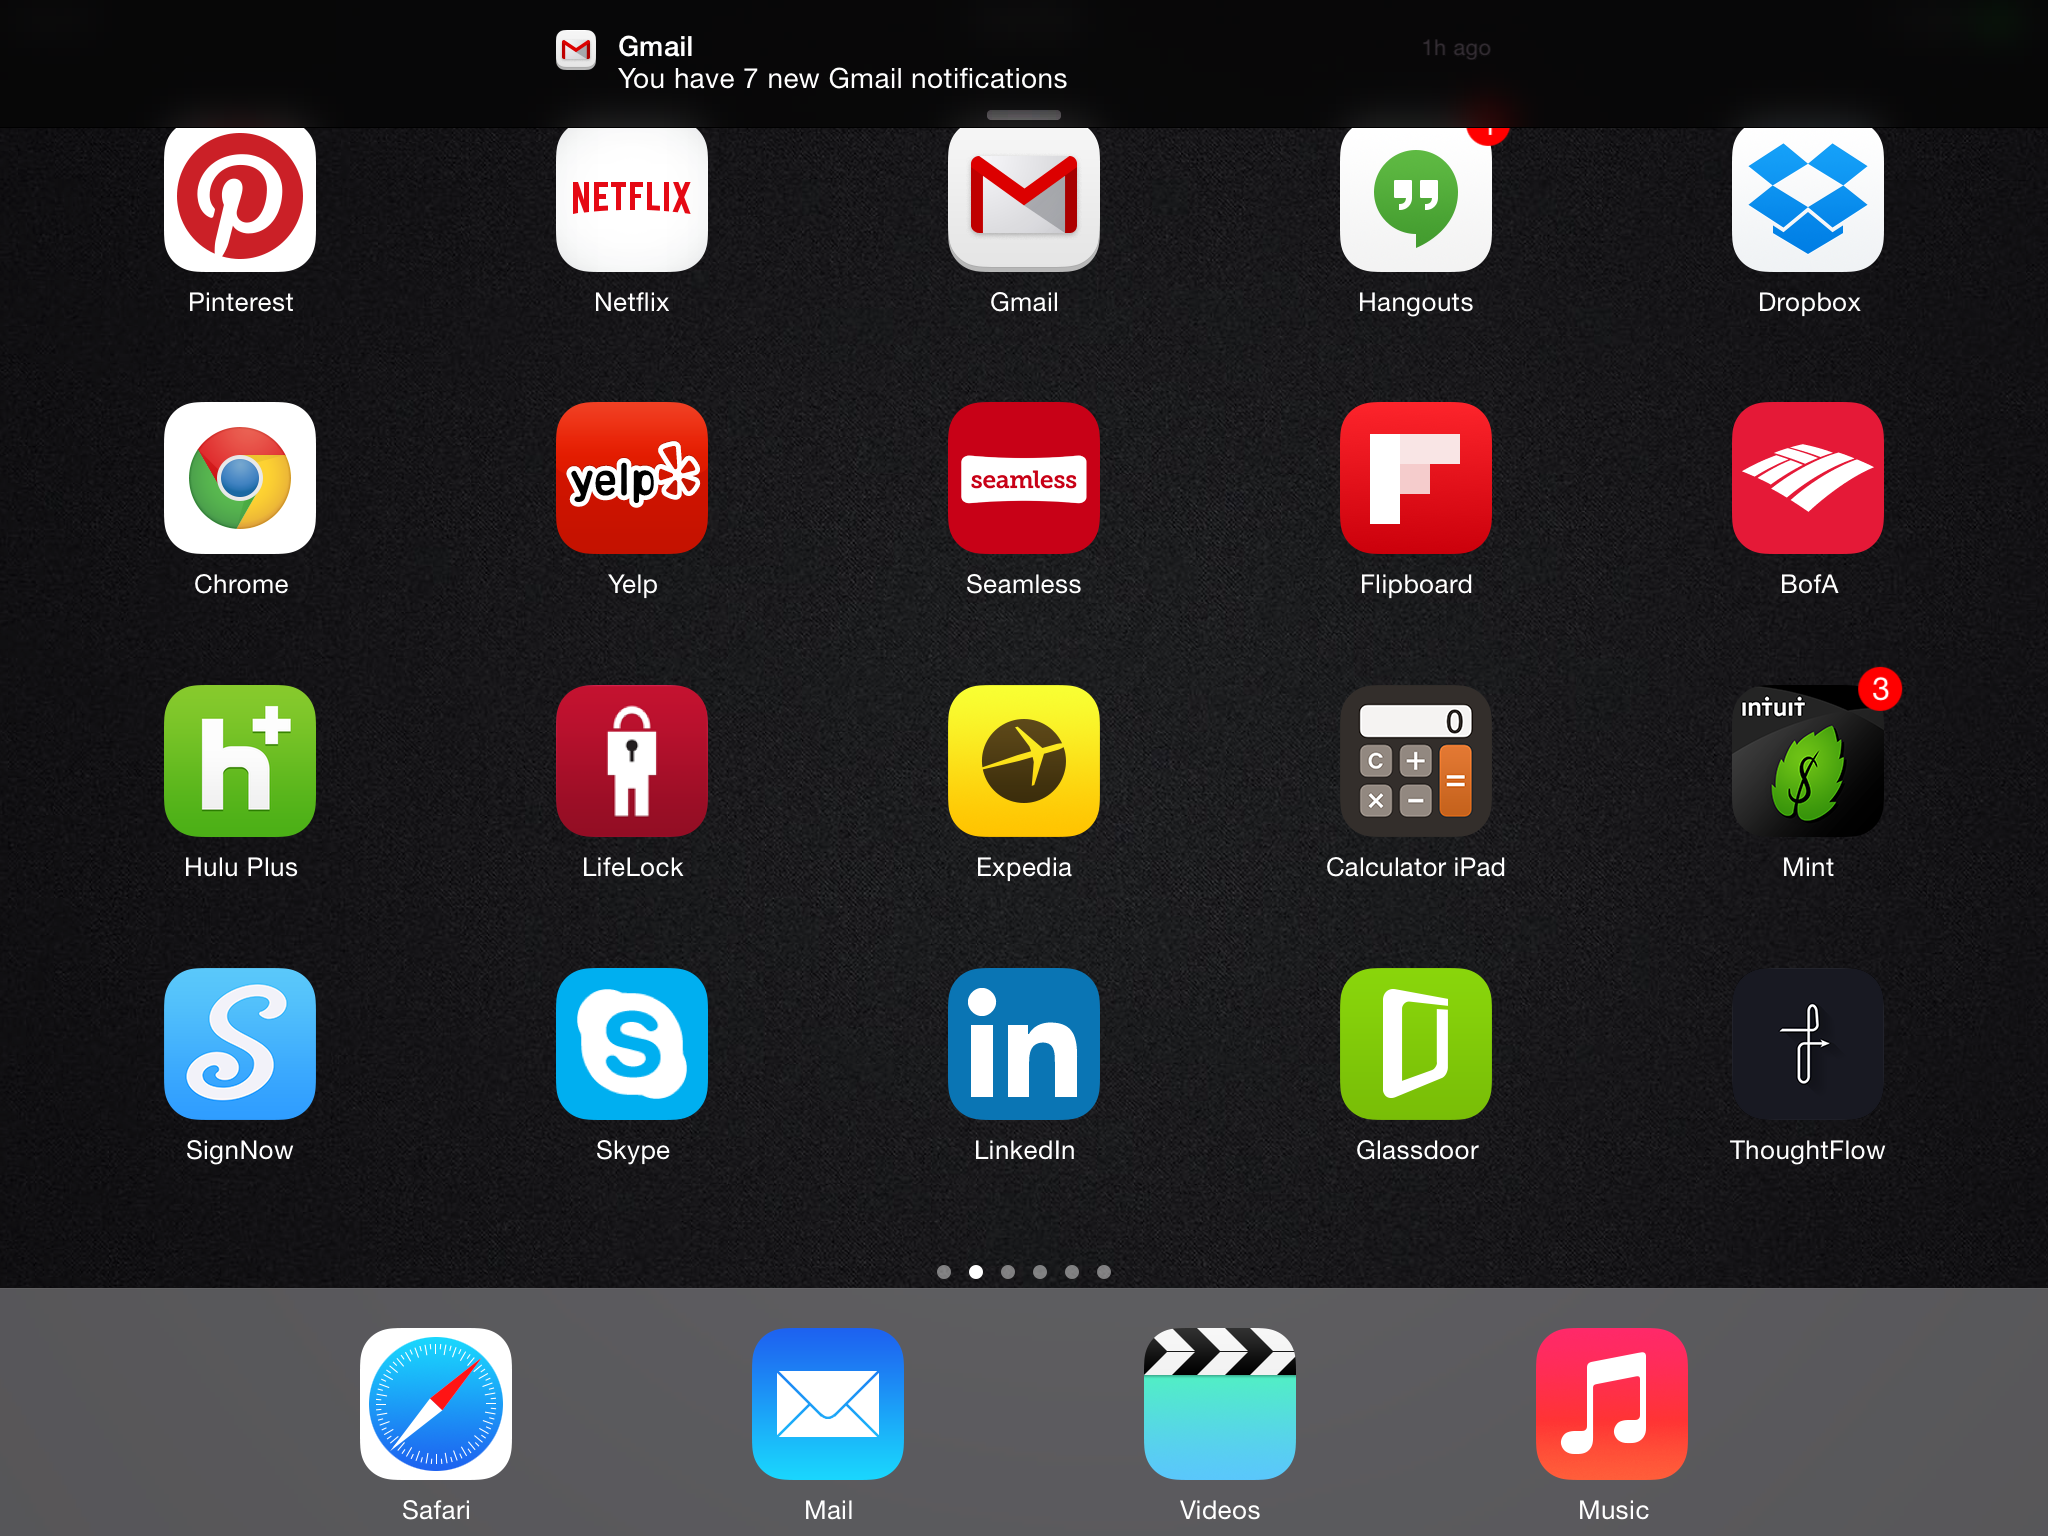 Gmail
1h ago
You have 7 new Gmail notifications
NETFLIX
Pinterest
Netflix
Gmail
Hangouts
Dropbox
yelp
seamless
Chrome
Yelp
Seamless
Flipboard
BofA
h+
0
C +
=
× −
intuit
3
$
Hulu Plus
LifeLock
Expedia
Calculator iPad
Mint
S
S
in
SignNow
Skype
LinkedIn
Glassdoor
ThoughtFlow
Safari
Mail
Videos
Music